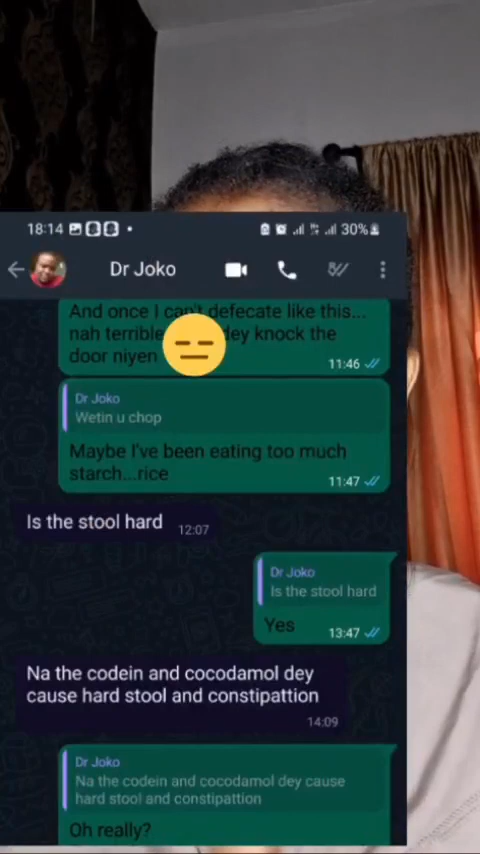 18:14
30%
Dr Joko
And once I can't defecate like this...
nah terrible dey knock the
door niyen
11:46
Dr Joko
Wetin u chop
Maybe I've been eating too much
starch...rice
11:47
Is the stool hard
12:07
Dr Joko
Is the stool hard
Yes
13:47
Na the codein and cocodamol dey
cause hard stool and constipattion
14:09
Dr Joko
Na the codein and cocodamol dey cause
hard stool and constipattion
Oh really?